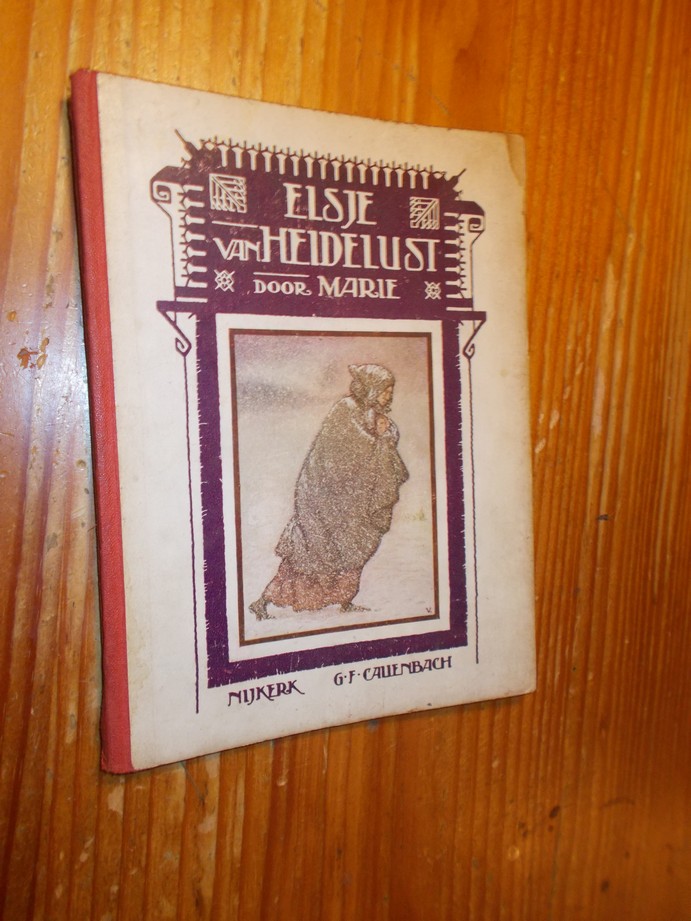 ELSJE
VAN HEIDELUST
DOOR MARIE
V.
NIJKERK G·F·CALLENBACH